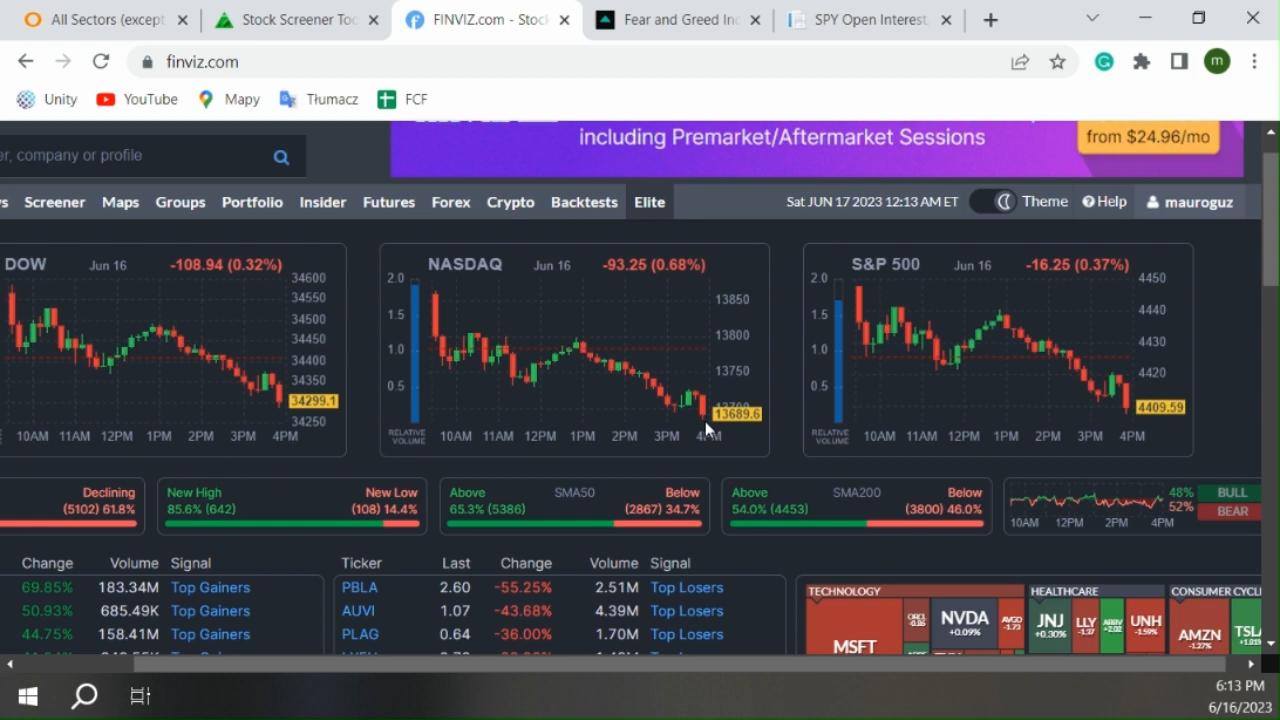 All Sectors (except
Stock Screener Too
FINVIZ.com - Stoc
Fear and Greed In
SPY Open Interest,
finviz.com
m
Unity
YouTube
Mapy
Tłumacz
FCF
including Premarket/Aftermarket Sessions
from $24.96/mo
er, company or profile
vs Screener Maps Groups Portfolio Insider Futures Forex Crypto Backtests Elite
Sat JUN 17 2023 12:13 AM ET Theme Help mauroguz
DOW Jun 16 -108.94 (0.32%)
34600
34550
34500
34450
34400
34350
34299.1
34250
10AM 11AM 12PM 1PM 2PM 3PM 4PM
NASDAQ Jun 16 -93.25 (0.68%)
2.0
1.5
1.0
0.5
RELATIVE
VOLUME
13850
13800
13750
13689.6
10AM 11AM 12PM 1PM 2PM 3PM 4PM
S&P 500 Jun 16 -16.25 (0.37%)
2.0
1.5
1.0
0.5
RELATIVE
VOLUME
4450
4440
4430
4420
4409.59
10AM 11AM 12PM 1PM 2PM 3PM 4PM
Declining
(5102) 61.8%
New High New Low
85.6% (642) (108) 14.4%
Above SMA50 Below
65.3% (5386) (2867) 34.7%
Above SMA200 Below
54.0% (4453) (3800) 46.0%
48% BULL
52% BEAR
10AM 12PM 2PM 4PM
Change Volume Signal
69.85% 183.34M Top Gainers
50.93% 685.49K Top Gainers
44.75% 158.41M Top Gainers
Ticker Last Change Volume Signal
PBLA 2.60 -55.25% 2.51M Top Losers
AUVI 1.07 -43.68% 4.39M Top Losers
PLAG 0.64 -36.00% 1.70M Top Losers
TECHNOLOGY
MSFT
NVDA
+0.09%
AVGO
HEALTHCARE
JNJ
+0.30%
LLY
-1.37
UNH
-1.59%
CONSUMER CYCL
AMZN
-1.27%
TSL
6:13 PM
6/16/2023